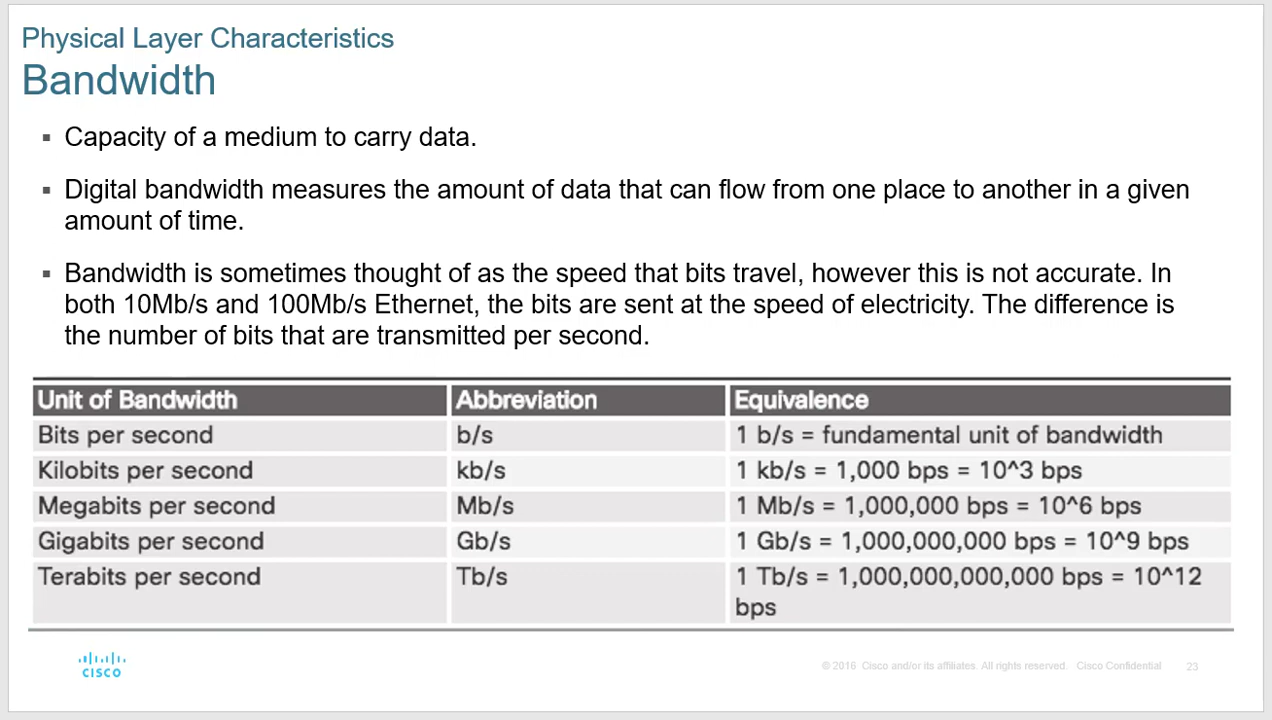 Physical Layer Characteristics
Bandwidth
▪ Capacity of a medium to carry data.
▪ Digital bandwidth measures the amount of data that can flow from one place to another in a given
amount of time.
▪ Bandwidth is sometimes thought of as the speed that bits travel, however this is not accurate. In
both 10Mb/s and 100Mb/s Ethernet, the bits are sent at the speed of electricity. The difference is
the number of bits that are transmitted per second.
Unit of Bandwidth Abbreviation Equivalence
Bits per second b/s 1 b/s = fundamental unit of bandwidth
Kilobits per second kb/s 1 kb/s = 1,000 bps = 10^3 bps
Megabits per second Mb/s 1 Mb/s = 1,000,000 bps = 10^6 bps
Gigabits per second Gb/s 1 Gb/s = 1,000,000,000 bps = 10^9 bps
Terabits per second Tb/s 1 Tb/s = 1,000,000,000,000 bps = 10^12
bps
CISCO
© 2016 Cisco and/or its affiliates. All rights reserved. Cisco Confidential 23